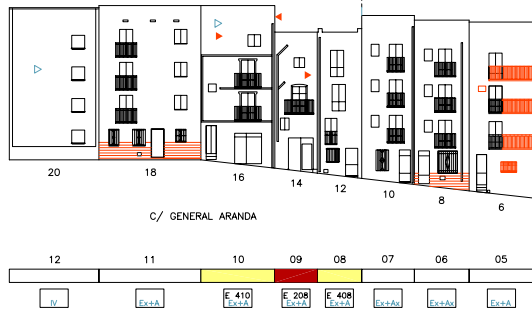 20 18 16 14 12 10 8 6
C/ GENERAL ARANDA
12 11 10 09 08 07 06 05
IV Ex+A E 410 Ex+A E 208 Ex+A E 408 Ex+A Ex+Ax Ex+Ax Ex+A